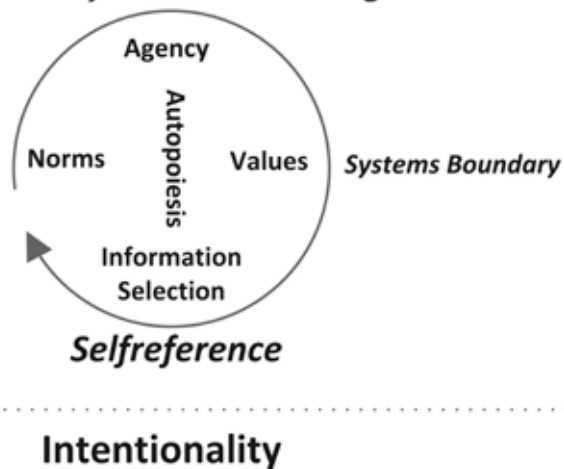 Agency
Autopoiesis
Norms
Values
Systems Boundary
Information
Selection
Selfreference
Intentionality